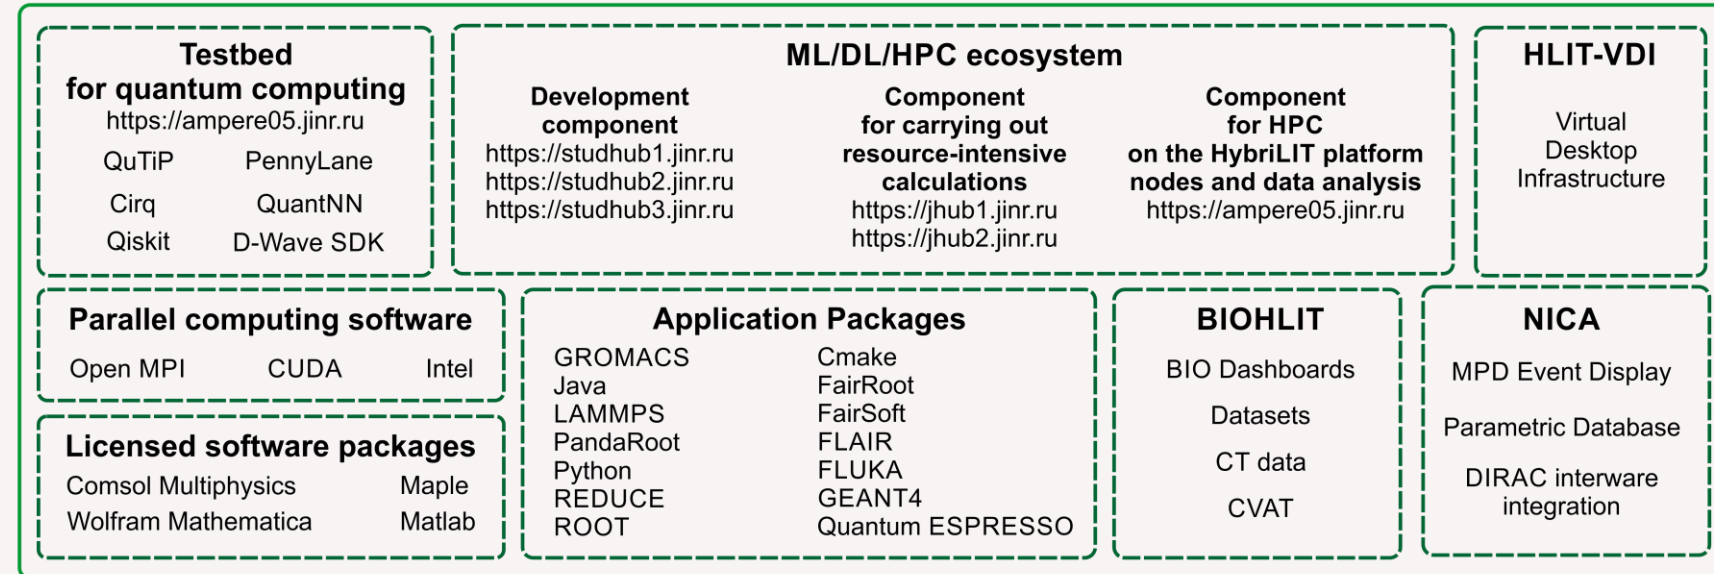 Testbed
for quantum computing
https://ampere05.jinr.ru
QuTiP PennyLane
Cirq QuantNN
Qiskit D-Wave SDK
ML/DL/HPC ecosystem
Development
component
https://studhub1.jinr.ru
https://studhub2.jinr.ru
https://studhub3.jinr.ru
Component
for carrying out
resource-intensive
calculations
https://jhub1.jinr.ru
https://jhub2.jinr.ru
Component
for HPC
on the HybriLIT platform
nodes and data analysis
https://ampere05.jinr.ru
HLIT-VDI
Virtual
Desktop
Infrastructure
Parallel computing software
Open MPI CUDA Intel
Licensed software packages
Comsol Multiphysics Maple
Wolfram Mathematica Matlab
Application Packages
GROMACS Cmake
Java FairRoot
LAMMPS FairSoft
PandaRoot FLAIR
Python FLUKA
REDUCE GEANT4
ROOT Quantum ESPRESSO
BIOHLIT
BIO Dashboards
Datasets
CT data
CVAT
NICA
MPD Event Display
Parametric Database
DIRAC interware
integration